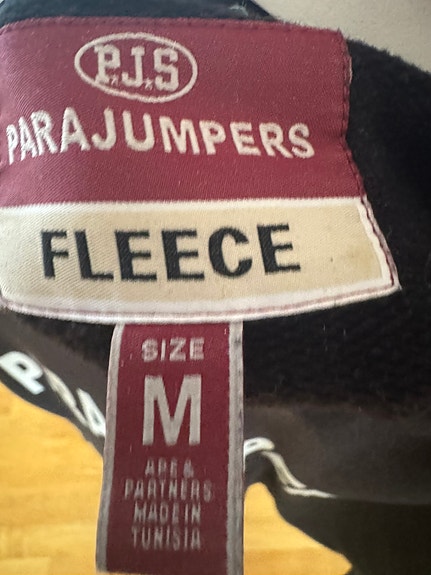 P.J.S
PARAJUMPERS
FLEECE
SIZE
M
APE &
PARTNERS
MADE IN
TUNISIA